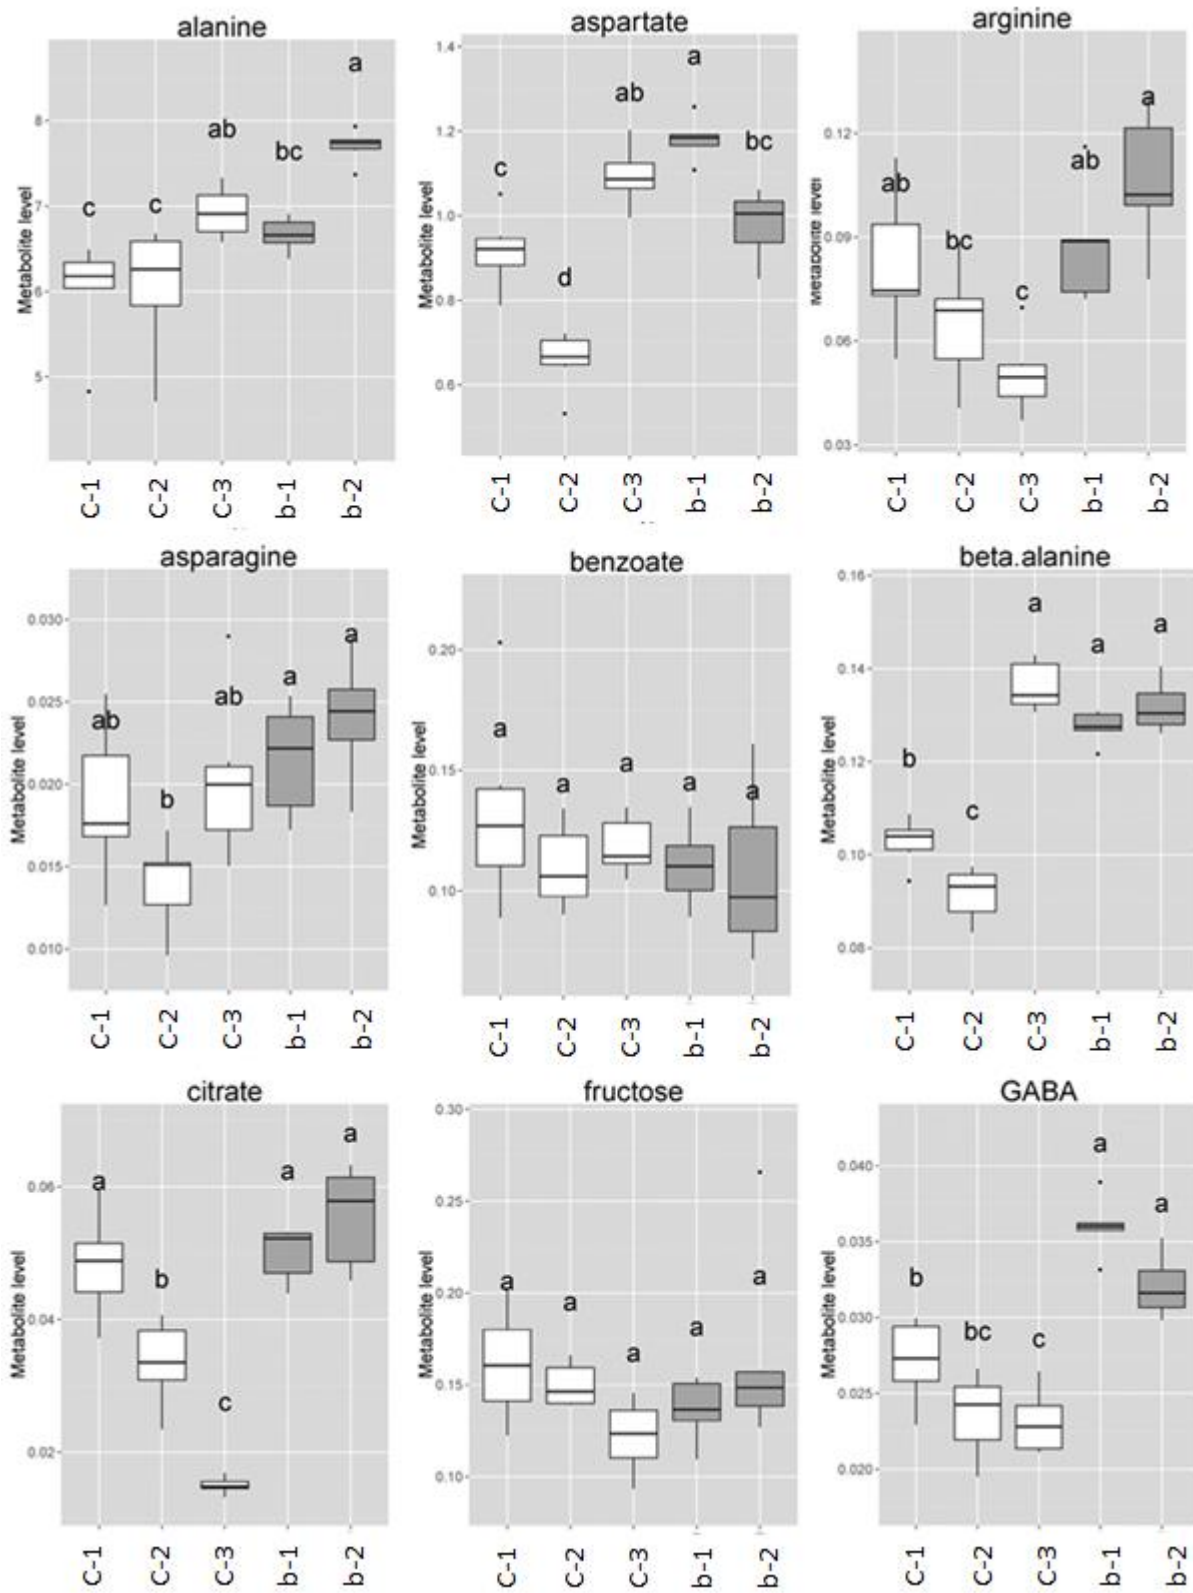 alanine
Metabolite level
8
7
6
5
c
c
ab
bc
a
C-1
C-2
C-3
b-1
b-2
aspartate
Metabolite level
1.4
1.2
1.0
0.8
0.6
c
d
ab
a
bc
C-1
C-2
C-3
b-1
b-2
arginine
Metabolite level
0.12
0.09
0.06
0.03
ab
bc
c
ab
a
C-1
C-2
C-3
b-1
b-2
asparagine
Metabolite level
0.030
0.025
0.020
0.015
0.010
ab
b
ab
a
a
C-1
C-2
C-3
b-1
b-2
benzoate
Metabolite level
0.20
0.15
0.10
a
a
a
a
a
C-1
C-2
C-3
b-1
b-2
beta.alanine
Metabolite level
0.16
0.14
0.12
0.10
0.08
b
c
a
a
a
C-1
C-2
C-3
b-1
b-2
citrate
Metabolite level
0.06
0.04
0.02
a
b
c
a
a
C-1
C-2
C-3
b-1
b-2
fructose
Metabolite level
0.30
0.25
0.20
0.15
0.10
a
a
a
a
a
C-1
C-2
C-3
b-1
b-2
GABA
Metabolite level
0.040
0.035
0.030
0.025
0.020
b
bc
c
a
a
C-1
C-2
C-3
b-1
b-2